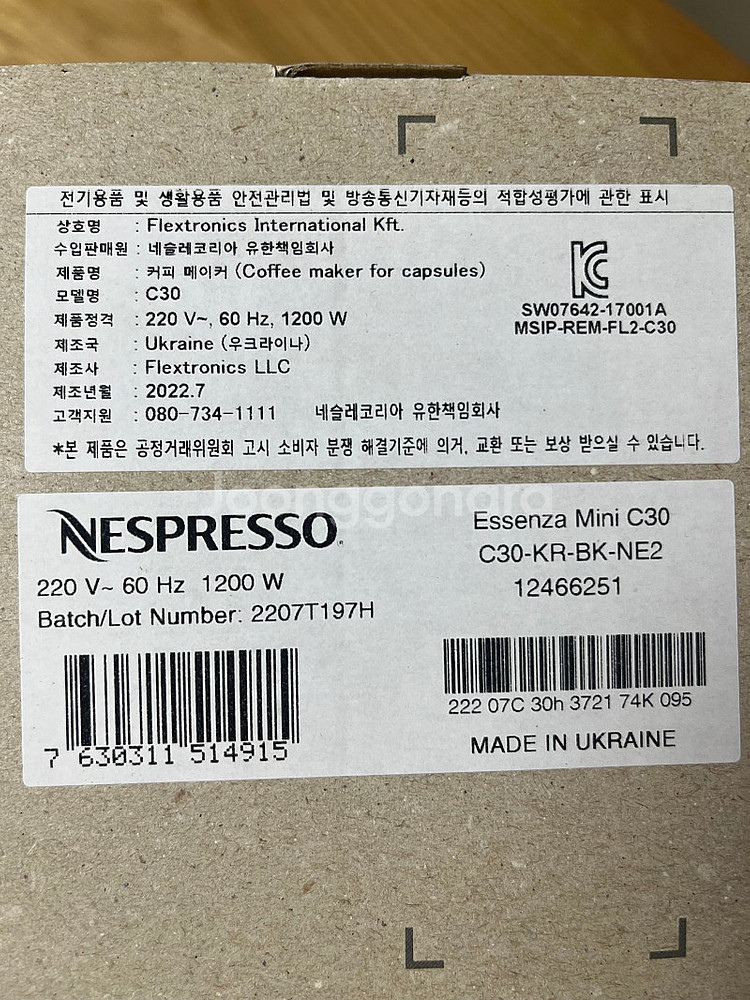 전기용품 및 생활용품 안전관리법 및 방송통신기자재등의 적합성평가에 관한 표시
상호명 : Flextronics International Kft.
수입판매원 : 네슬레코리아 유한책임회사
제품명 : 커피 메이커 (Coffee maker for capsules)
모델명 : C30
제품정격 : 220 V~, 60 Hz, 1200 W
제조국 : Ukraine (우크라이나)
제조사 : Flextronics LLC
제조년월 : 2022.7
고객지원 : 080-734-1111 네슬레코리아 유한책임회사
*본 제품은 공정거래위원회 고시 소비자 분쟁 해결기준에 의거, 교환 또는 보상 받으실 수 있습니다.
SW07642-17001A
MSIP-REM-FL2-C30
Joonggonara
NESPRESSO
220 V~ 60 Hz 1200 W
Batch/Lot Number: 2207T197H
7 630311 514915
Essenza Mini C30
C30-KR-BK-NE2
12466251
222 07C 30h 3721 74K 095
MADE IN UKRAINE